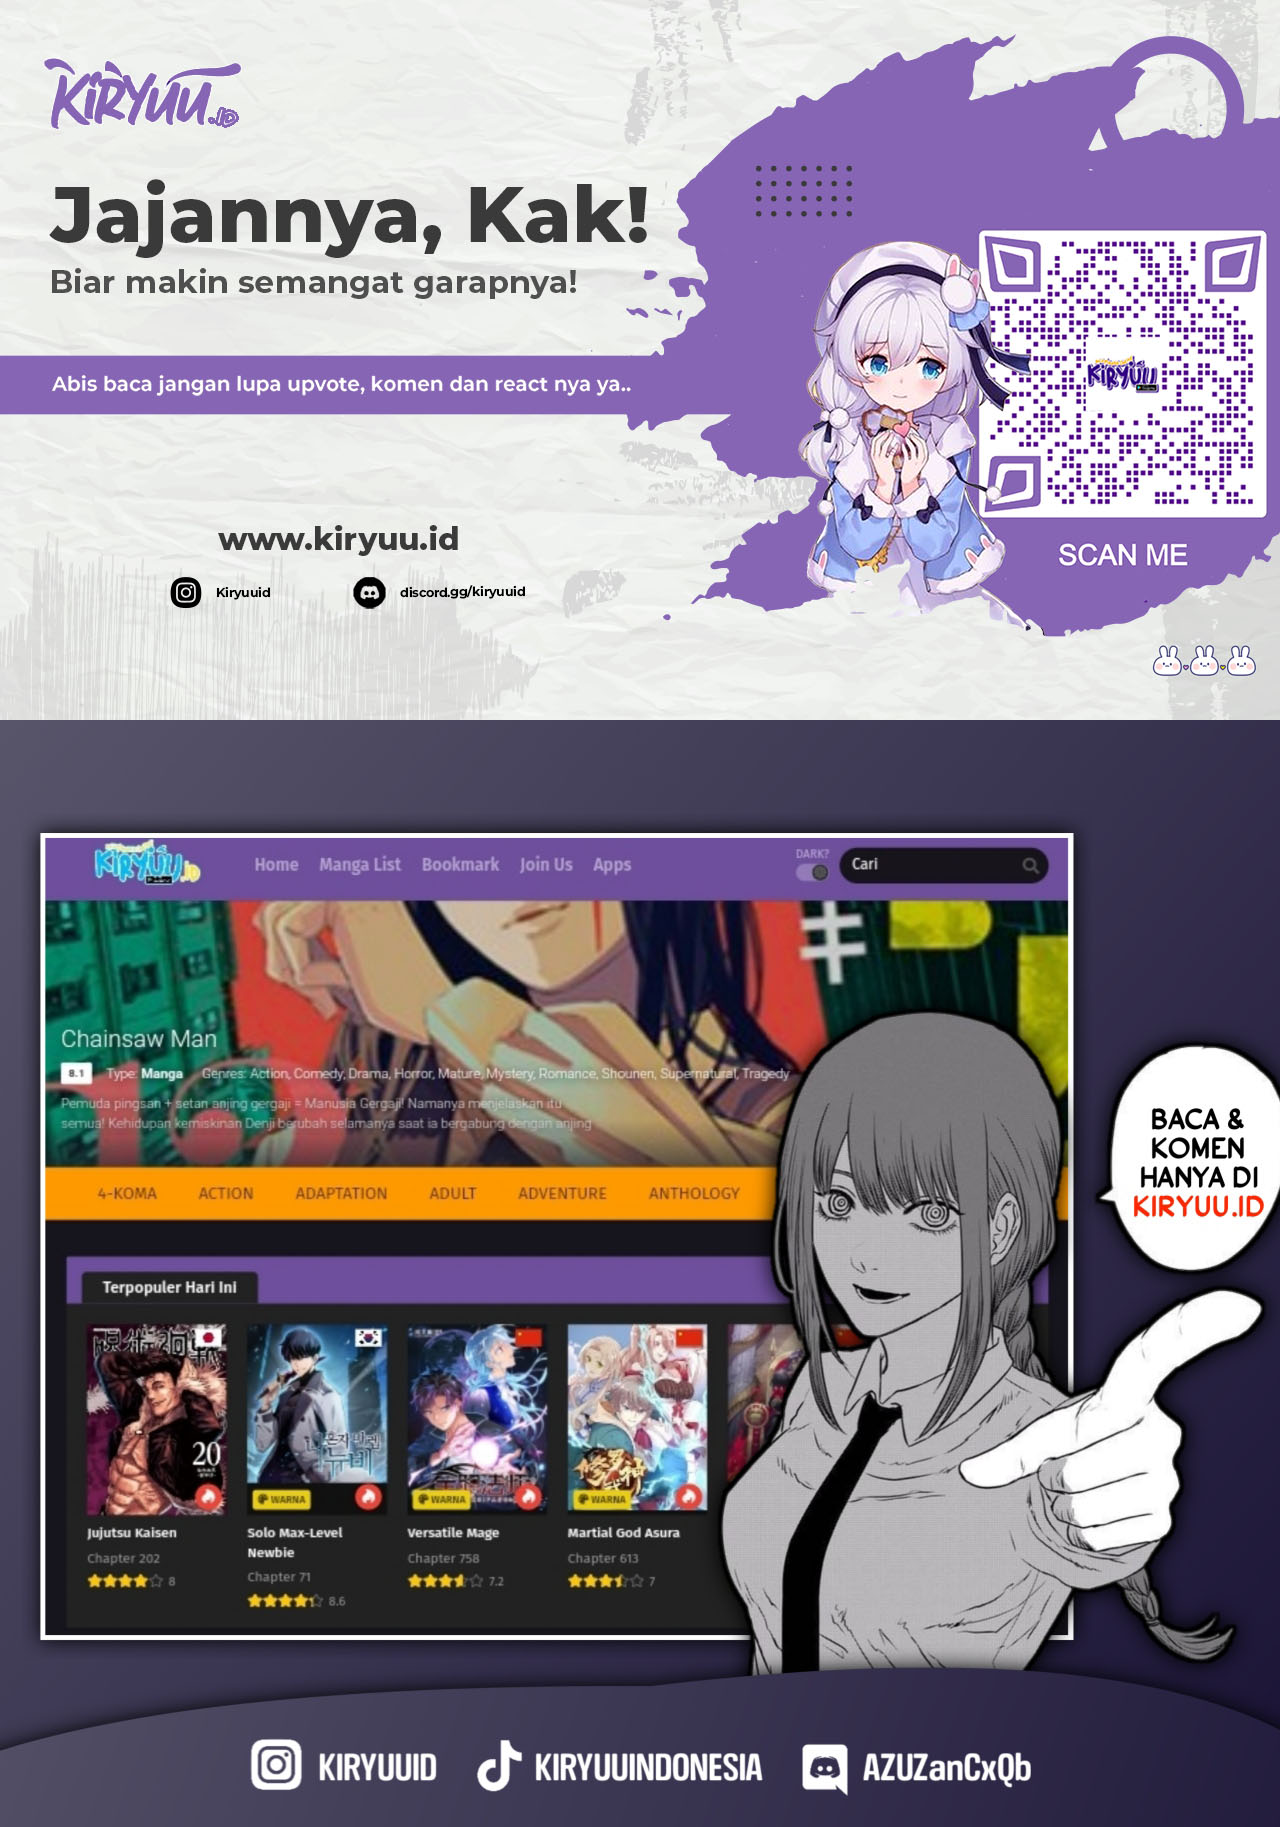 KIRYUU.ID
Jajannya, Kak!
Biar makin semangat garapnya!
Abis baca jangan lupa upvote, komen dan react nya ya..
KIRYUU
SCAN ME
www.kiryuu.id
Kiryuuid
discord.gg/kiryuuid
KIRYUU.ID
Home Manga List Bookmark Join Us Apps
DARK?
Cari
Chainsaw Man
8.1 Type: Manga Genres: Action, Comedy, Drama, Horror, Mature, Mystery, Romance, Shounen, Supernatural, Tragedy
Pemuda pingsan + setan anjing gergaji = Manusia Gergaji! Namanya menjelaskan itu
semua! Kehidupan kemiskinan Denji berubah selamanya saat ia bergabung dengan anjing
4-KOMA ACTION ADAPTATION ADULT ADVENTURE ANTHOLOGY
BACA &
KOMEN
HANYA DI
KIRYUU.ID
Terpopuler Hari Ini
20
WARNA WARNA WARNA
Jujutsu Kaisen
Chapter 202
8
Solo Max-Level
Newbie
Chapter 71
8.6
Versatile Mage
Chapter 758
7.2
Martial God Asura
Chapter 613
7
KIRYUUID
KIRYUUINDONESIA
AZUZanCxQb